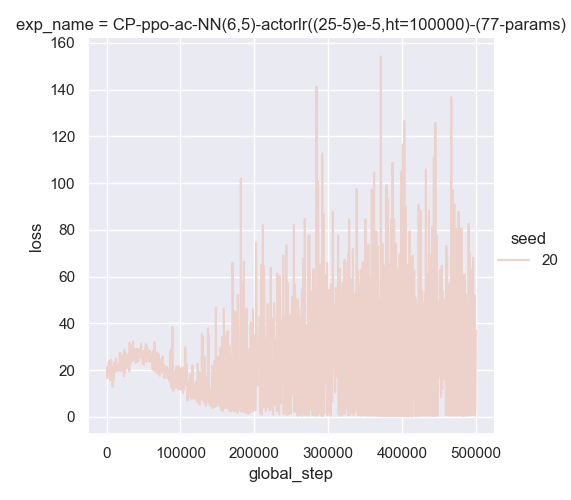 exp_name = CP-ppo-ac-NN(6,5)-actorlr((25-5)e-5,ht=100000)-(77-params)
160
140
120
100
80
60
40
20
0
loss
0 100000 200000 300000 400000 500000
global_step
seed
20